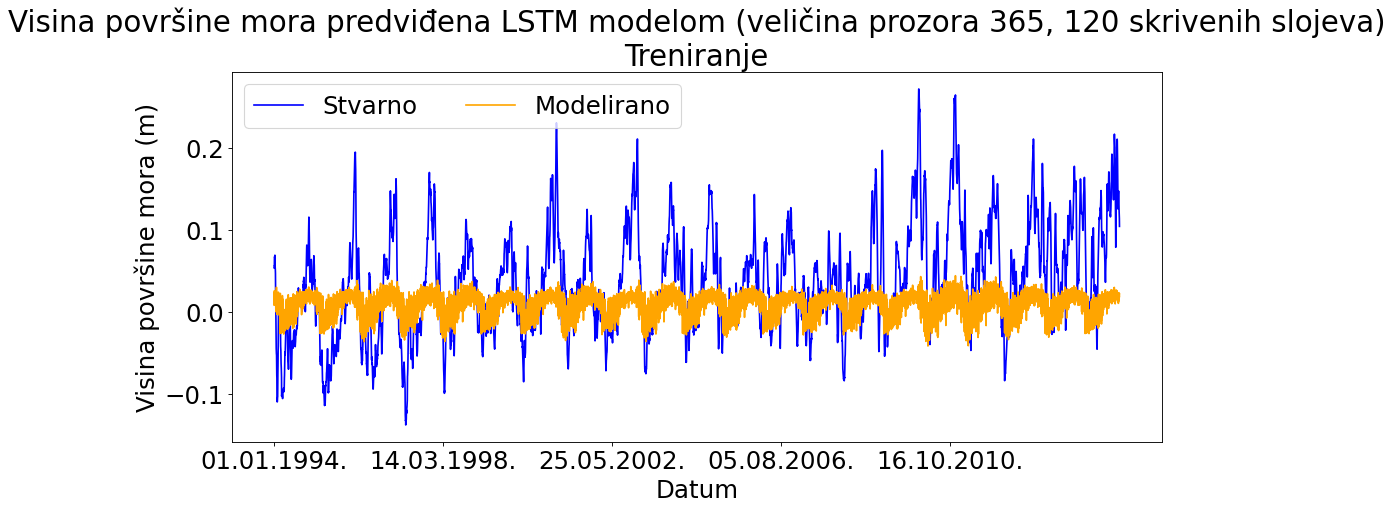 Visina površine mora predviđena LSTM modelom (veličina prozora 365, 120 skrivenih slojeva)
Treniranje
Stvarno Modelirano
Visina površine mora (m)
0.2
0.1
0.0
−0.1
01.01.1994. 14.03.1998. 25.05.2002. 05.08.2006. 16.10.2010.
Datum